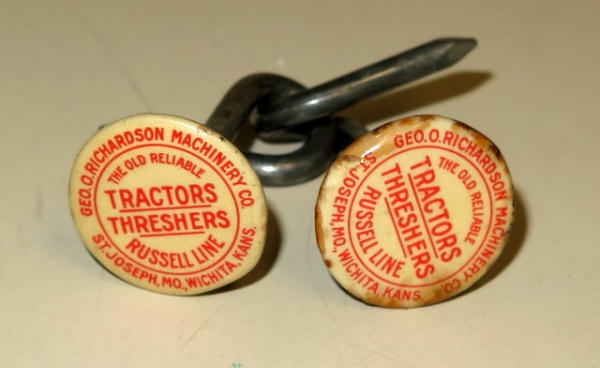 GEO.O.RICHARDSON MACHINERY CO.
THE OLD RELIABLE
TRACTORS
THRESHERS
RUSSELL LINE
ST.JOSEPH,MO.,WICHITA,KANS.
GEO.O.RICHARDSON MACHINERY CO.
THE OLD RELIABLE
TRACTORS
THRESHERS
RUSSELL LINE
ST.JOSEPH,MO.,WICHITA,KANS.